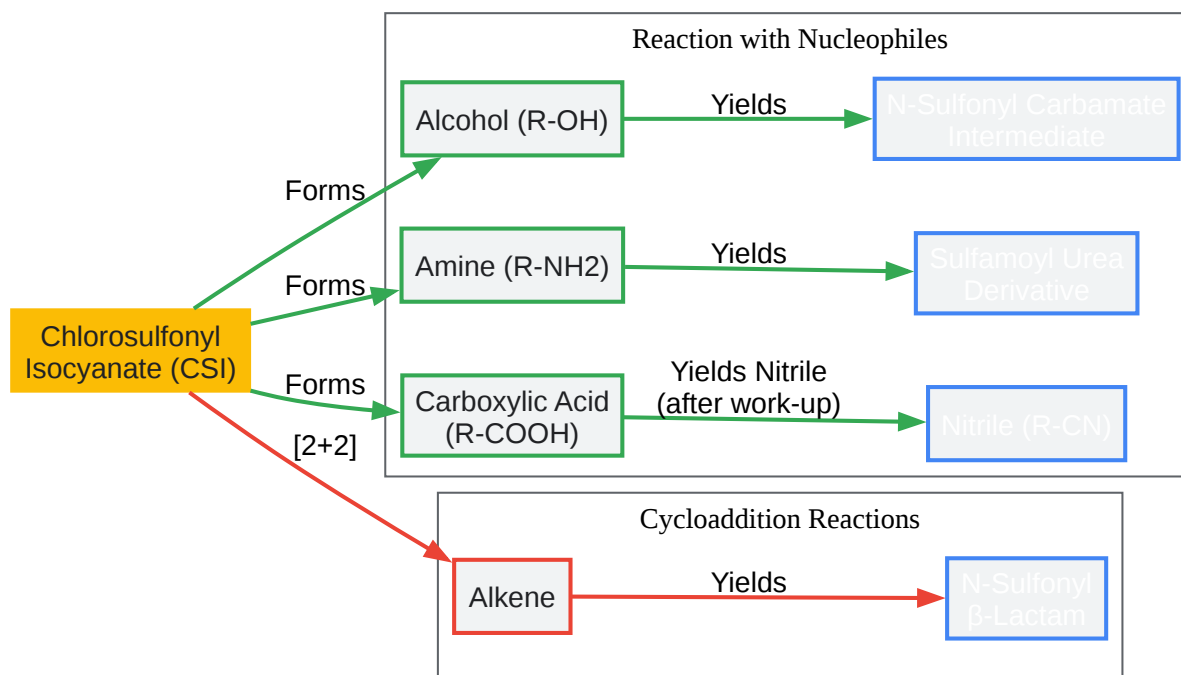 Reaction with Nucleophiles
Alcohol (R-OH)
Yields
N-Sulfonyl Carbamate
Intermediate
Forms
Amine (R-NH2)
Yields
Sulfamoyl Urea
Derivative
Forms
Chlorosulfonyl
Isocyanate (CSI)
Forms
Carboxylic Acid
(R-COOH)
Yields Nitrile
(after work-up)
Nitrile (R-CN)
[2+2]
Cycloaddition Reactions
Alkene
Yields
N-Sulfonyl
β-Lactam